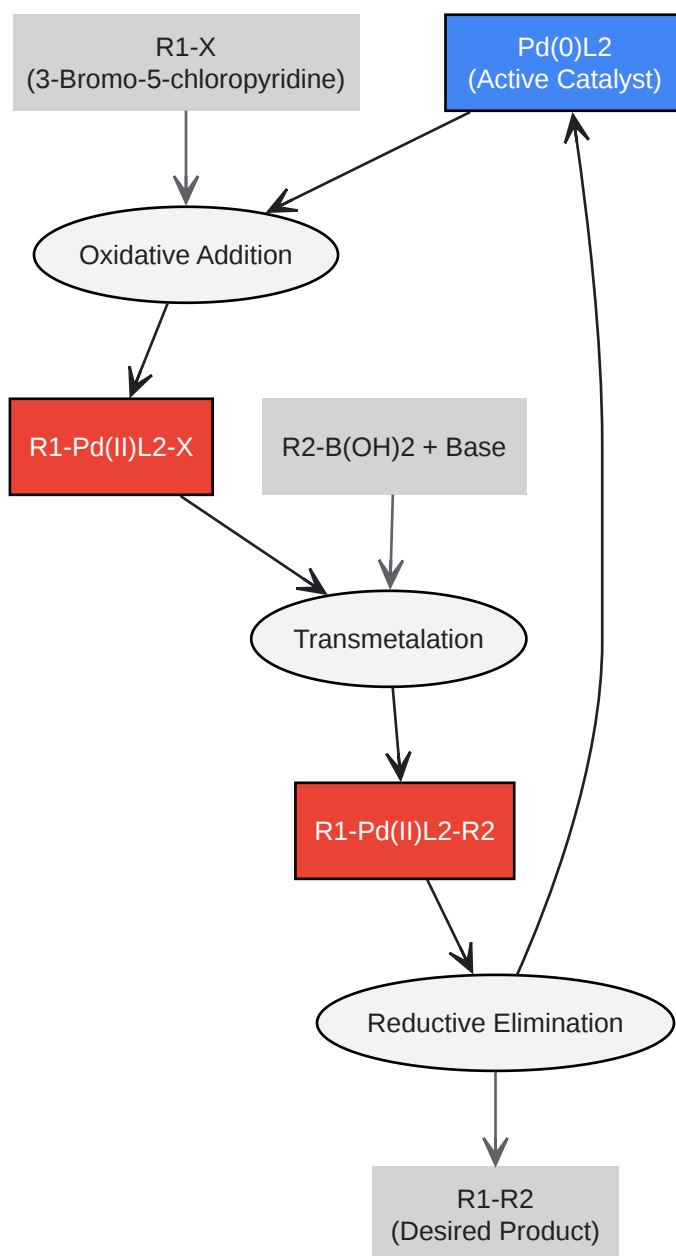 R1-X
(3-Bromo-5-chloropyridine)
Pd(0)L2
(Active Catalyst)
Oxidative Addition
R1-Pd(II)L2-X
R2-B(OH)2 + Base
Transmetalation
R1-Pd(II)L2-R2
Reductive Elimination
R1-R2
(Desired Product)